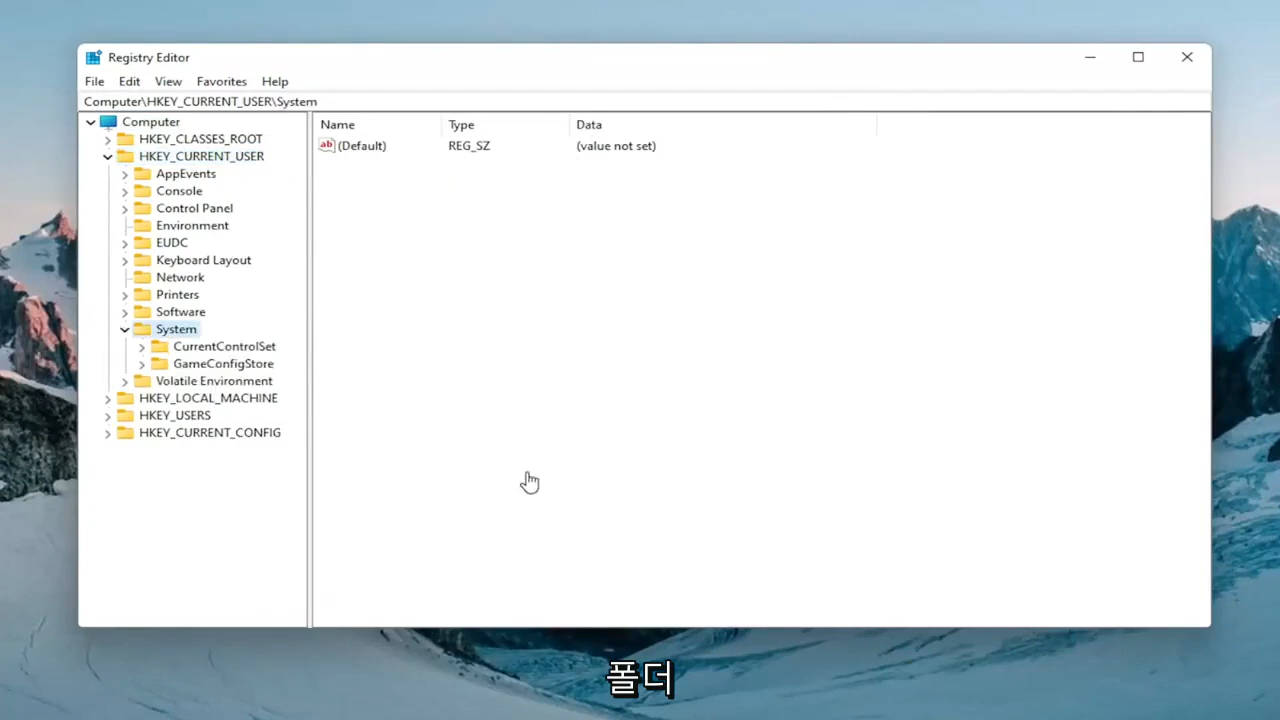 Registry Editor
File Edit View Favorites Help
Computer\HKEY_CURRENT_USER\System
Computer
HKEY_CLASSES_ROOT
HKEY_CURRENT_USER
AppEvents
Console
Control Panel
Environment
EUDC
Keyboard Layout
Network
Printers
Software
System
CurrentControlSet
GameConfigStore
Volatile Environment
HKEY_LOCAL_MACHINE
HKEY_USERS
HKEY_CURRENT_CONFIG
Name Type Data
ab (Default) REG_SZ (value not set)
폴더